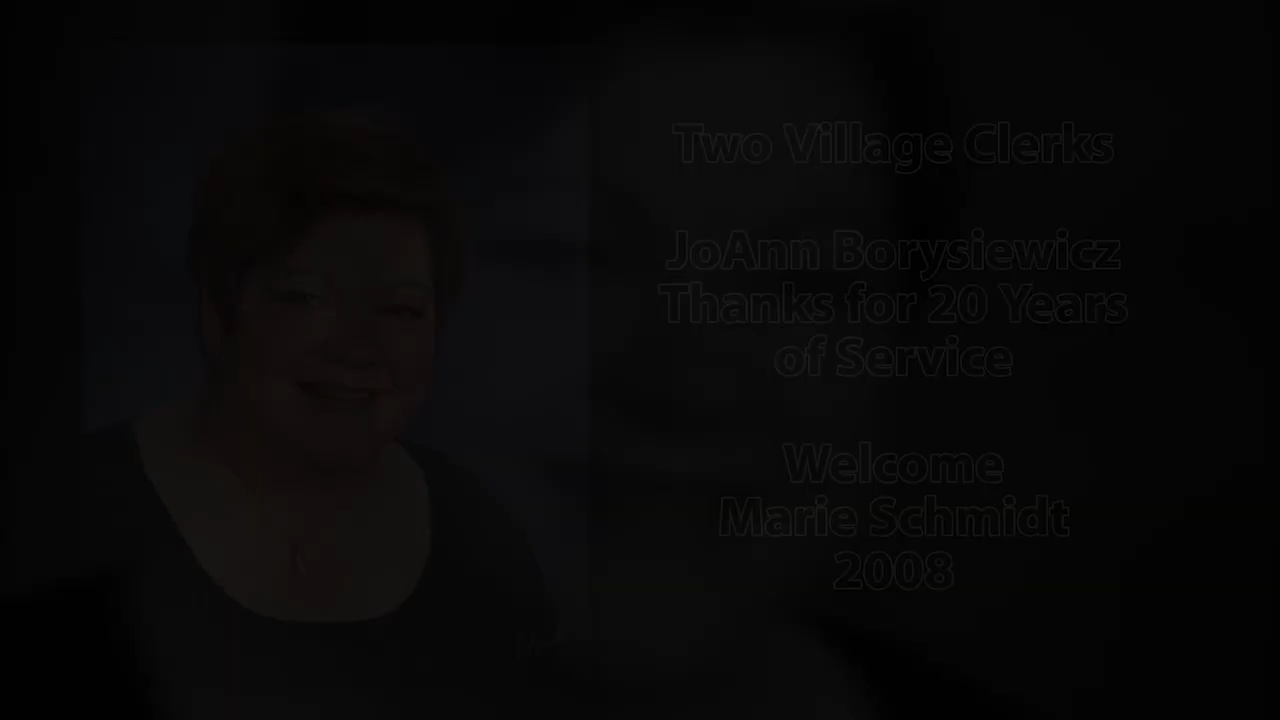 Two Village Clerks
JoAnn Borysiewicz
Thanks for 20 Years
of Service
Welcome
Marie Schmidt
2008